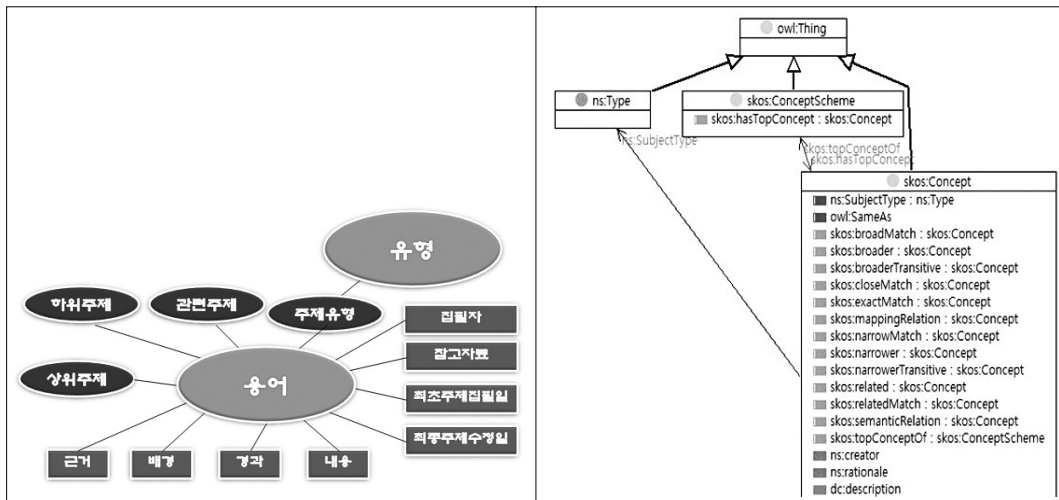 유형
하위주제
관련주제
주제유형
집필자
참고자료
상위주제
용어
최초주제집필일
최종주제수정일
근거
배경
경과
내용
owl:Thing
ns:Type
skos:ConceptScheme
skos:hasTopConcept : skos:Concept
ns:SubjectType
skos:topConceptOf
skos:hasTopConcept
skos:Concept
ns:SubjectType : ns:Type
owl:SameAs
skos:broadMatch : skos:Concept
skos:broader : skos:Concept
skos:broaderTransitive : skos:Concept
skos:closeMatch : skos:Concept
skos:exactMatch : skos:Concept
skos:mappingRelation : skos:Concept
skos:narrowMatch : skos:Concept
skos:narrower : skos:Concept
skos:narrowerTransitive : skos:Concept
skos:related : skos:Concept
skos:relatedMatch : skos:Concept
skos:semanticRelation : skos:Concept
skos:topConceptOf : skos:ConceptScheme
ns:creator
ns:rationale
dc:description